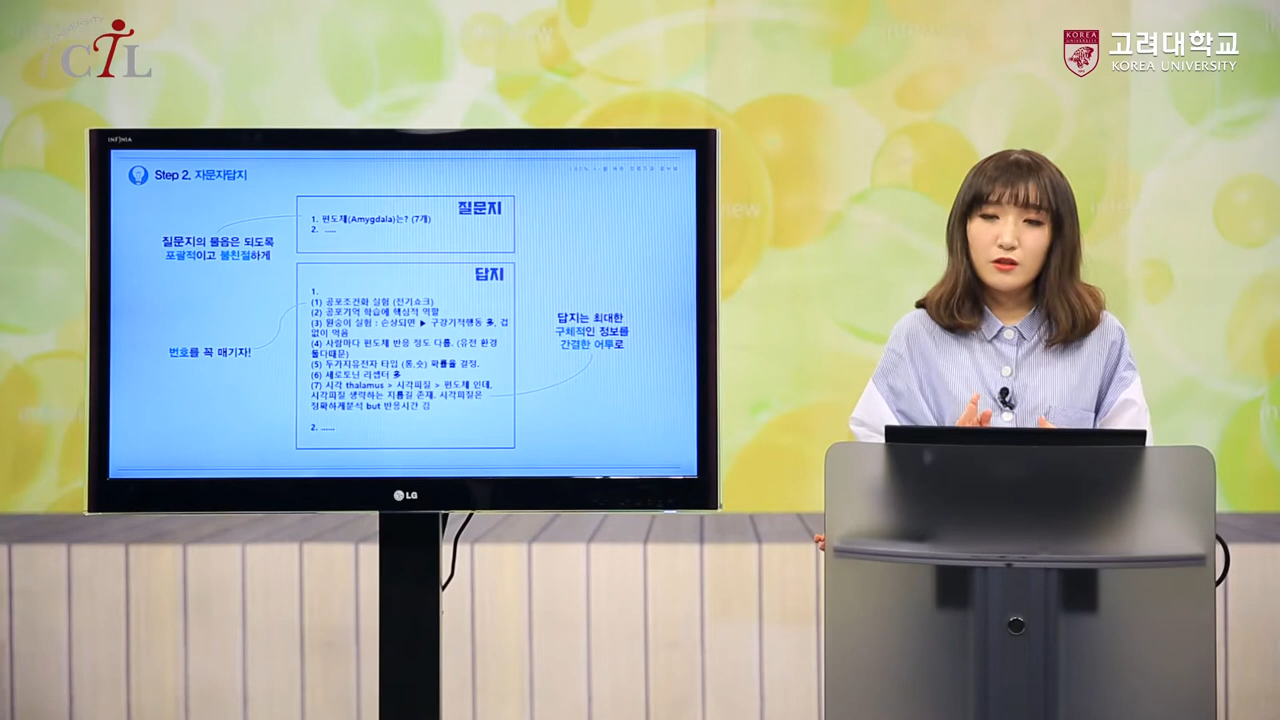 CTL
KOREA UNIVERSITY
고려대학교
KOREA UNIVERSITY
INFINIA
Step 2. 자문자답지
질문지
1. 편도체(Amygdala)는? (7개)
2. .....
질문지의 물음은 되도록
포괄적이고 불친절하게
답지
1.
(1) 공포조건화 실험 (전기쇼크)
(2) 공포기억 학습에 핵심적 역할
(3) 원숭이 실험 : 손상되면 ▶ 구강기적행동 多, 겁
없이 먹음
(4) 사람마다 편도체 반응 정도 다름. (유전 환경
둘다때문)
(5) 두가지유전자 타입 (롱,숏) 확률을 결정.
(6) 세로토닌 리셉터 多
(7) 시각 thalamus > 시각피질 > 편도체 인데,
시각피질 생략하는 지름길 존재. 시각피질은
정확하게분석 but 반응시간 김
2. ......
번호를 꼭 매기자!
답지는 최대한
구체적인 정보를
간결한 어투로
LG